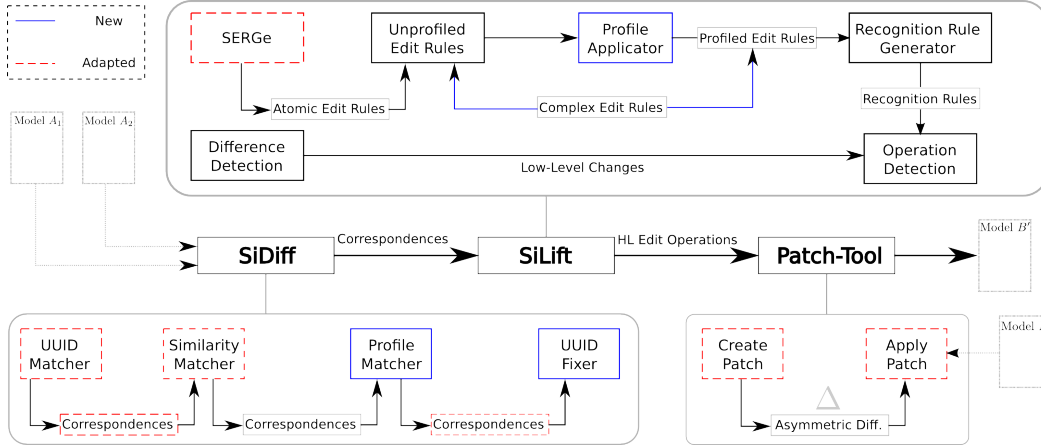 New
Adapted
SERGe
Unprofiled
Edit Rules
Profile
Applicator
Profiled Edit Rules
Recognition Rule
Generator
Atomic Edit Rules
Complex Edit Rules
Recognition Rules
Difference
Detection
Low-Level Changes
Operation
Detection
Model A₁
Model A₂
SiDiff
Correspondences
SiLift
HL Edit Operations
Patch-Tool
Model B′
UUID
Matcher
Similarity
Matcher
Profile
Matcher
UUID
Fixer
Correspondences
Correspondences
Correspondences
Create
Patch
Apply
Patch
Δ
Asymmetric Diff.
Model